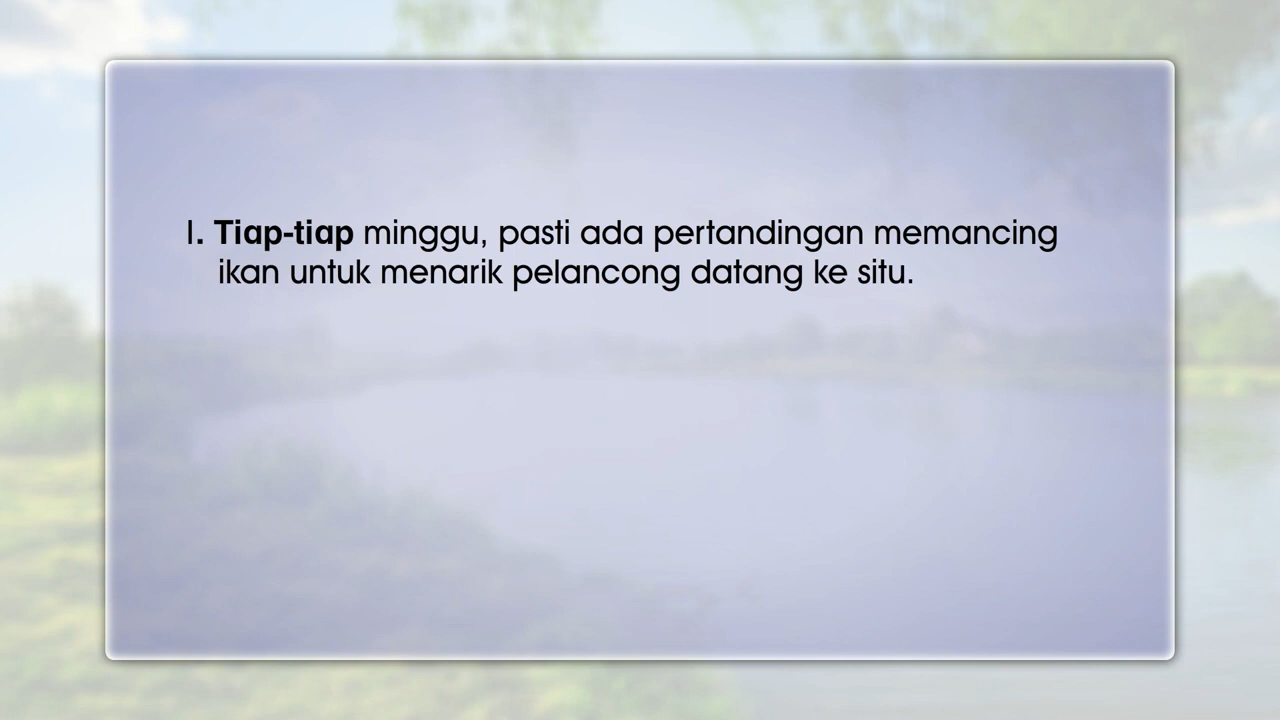 1. Tiap-tiap minggu, pasti ada pertandingan memancing
ikan untuk menarik pelancong datang ke situ.